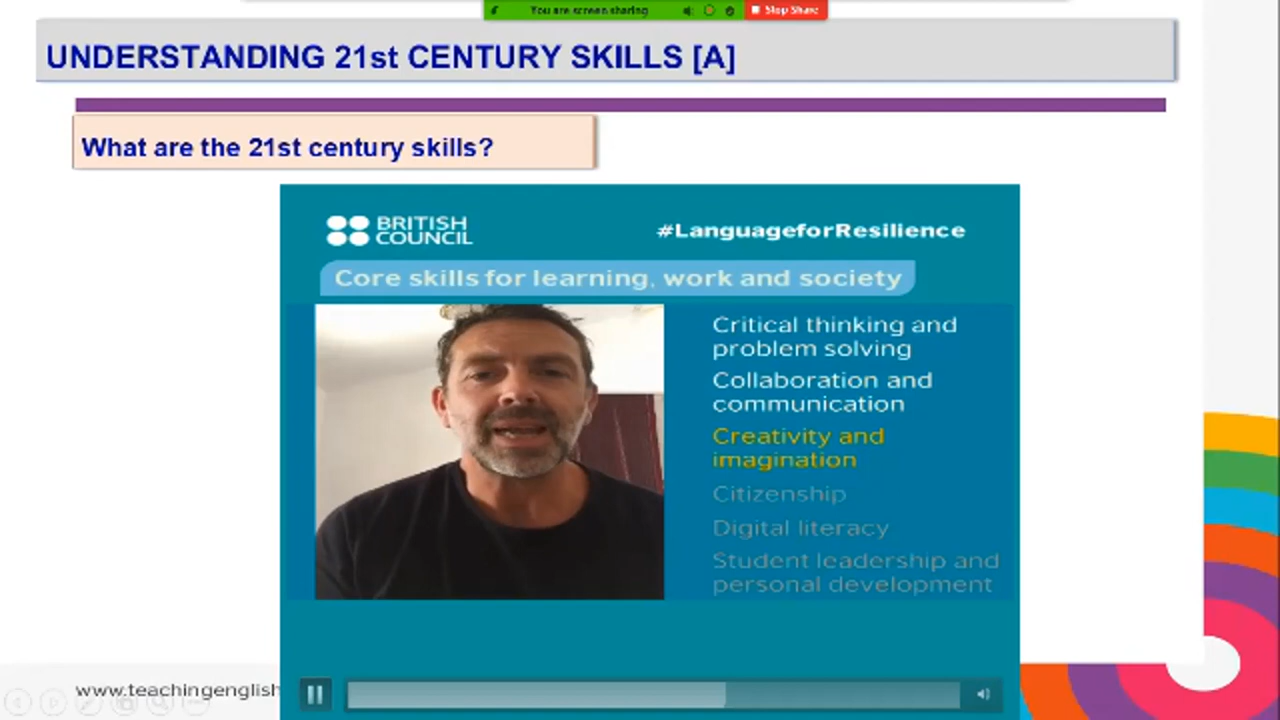 You are screen sharing
Stop Share
UNDERSTANDING 21st CENTURY SKILLS [A]
What are the 21st century skills?
BRITISH
COUNCIL
#LanguageforResilience
Core skills for learning, work and society
Critical thinking and
problem solving
Collaboration and
communication
Creativity and
imagination
Citizenship
Digital literacy
Student leadership and
personal development
www.teachingenglish